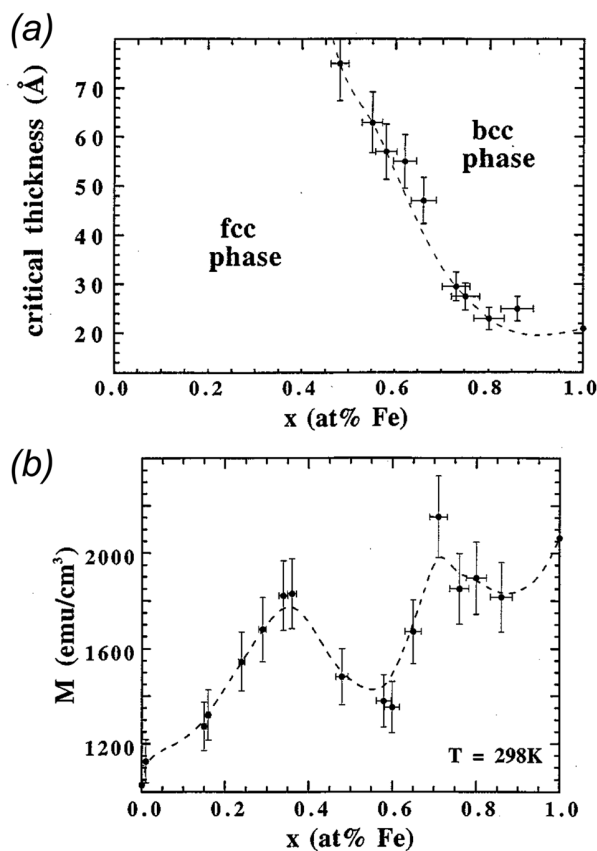 (a)
critical thickness (Å)
70
60
50
40
30
20
fcc
phase
bcc
phase
0.0 0.2 0.4 0.6 0.8 1.0
x (at% Fe)
(b)
M (emu/cm³)
2000
1600
1200
T = 298K
0.0 0.2 0.4 0.6 0.8 1.0
x (at% Fe)